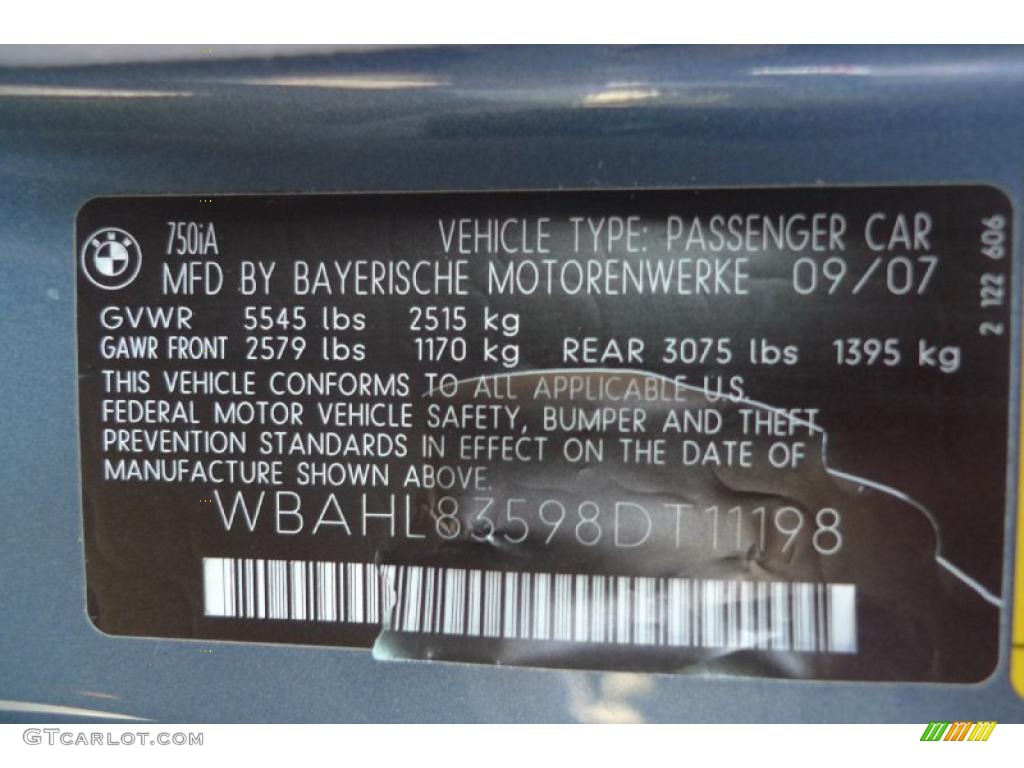 750iA VEHICLE TYPE: PASSENGER CAR
MFD BY BAYERISCHE MOTORENWERKE 09/07
GVWR 5545 lbs 2515 kg
GAWR FRONT 2579 lbs 1170 kg REAR 3075 lbs 1395 kg
THIS VEHICLE CONFORMS TO ALL APPLICABLE U.S.
FEDERAL MOTOR VEHICLE SAFETY, BUMPER AND THEFT
PREVENTION STANDARDS IN EFFECT ON THE DATE OF
MANUFACTURE SHOWN ABOVE.
WBAHL83598DT11198
2 122 606
GTCARLOT.COM